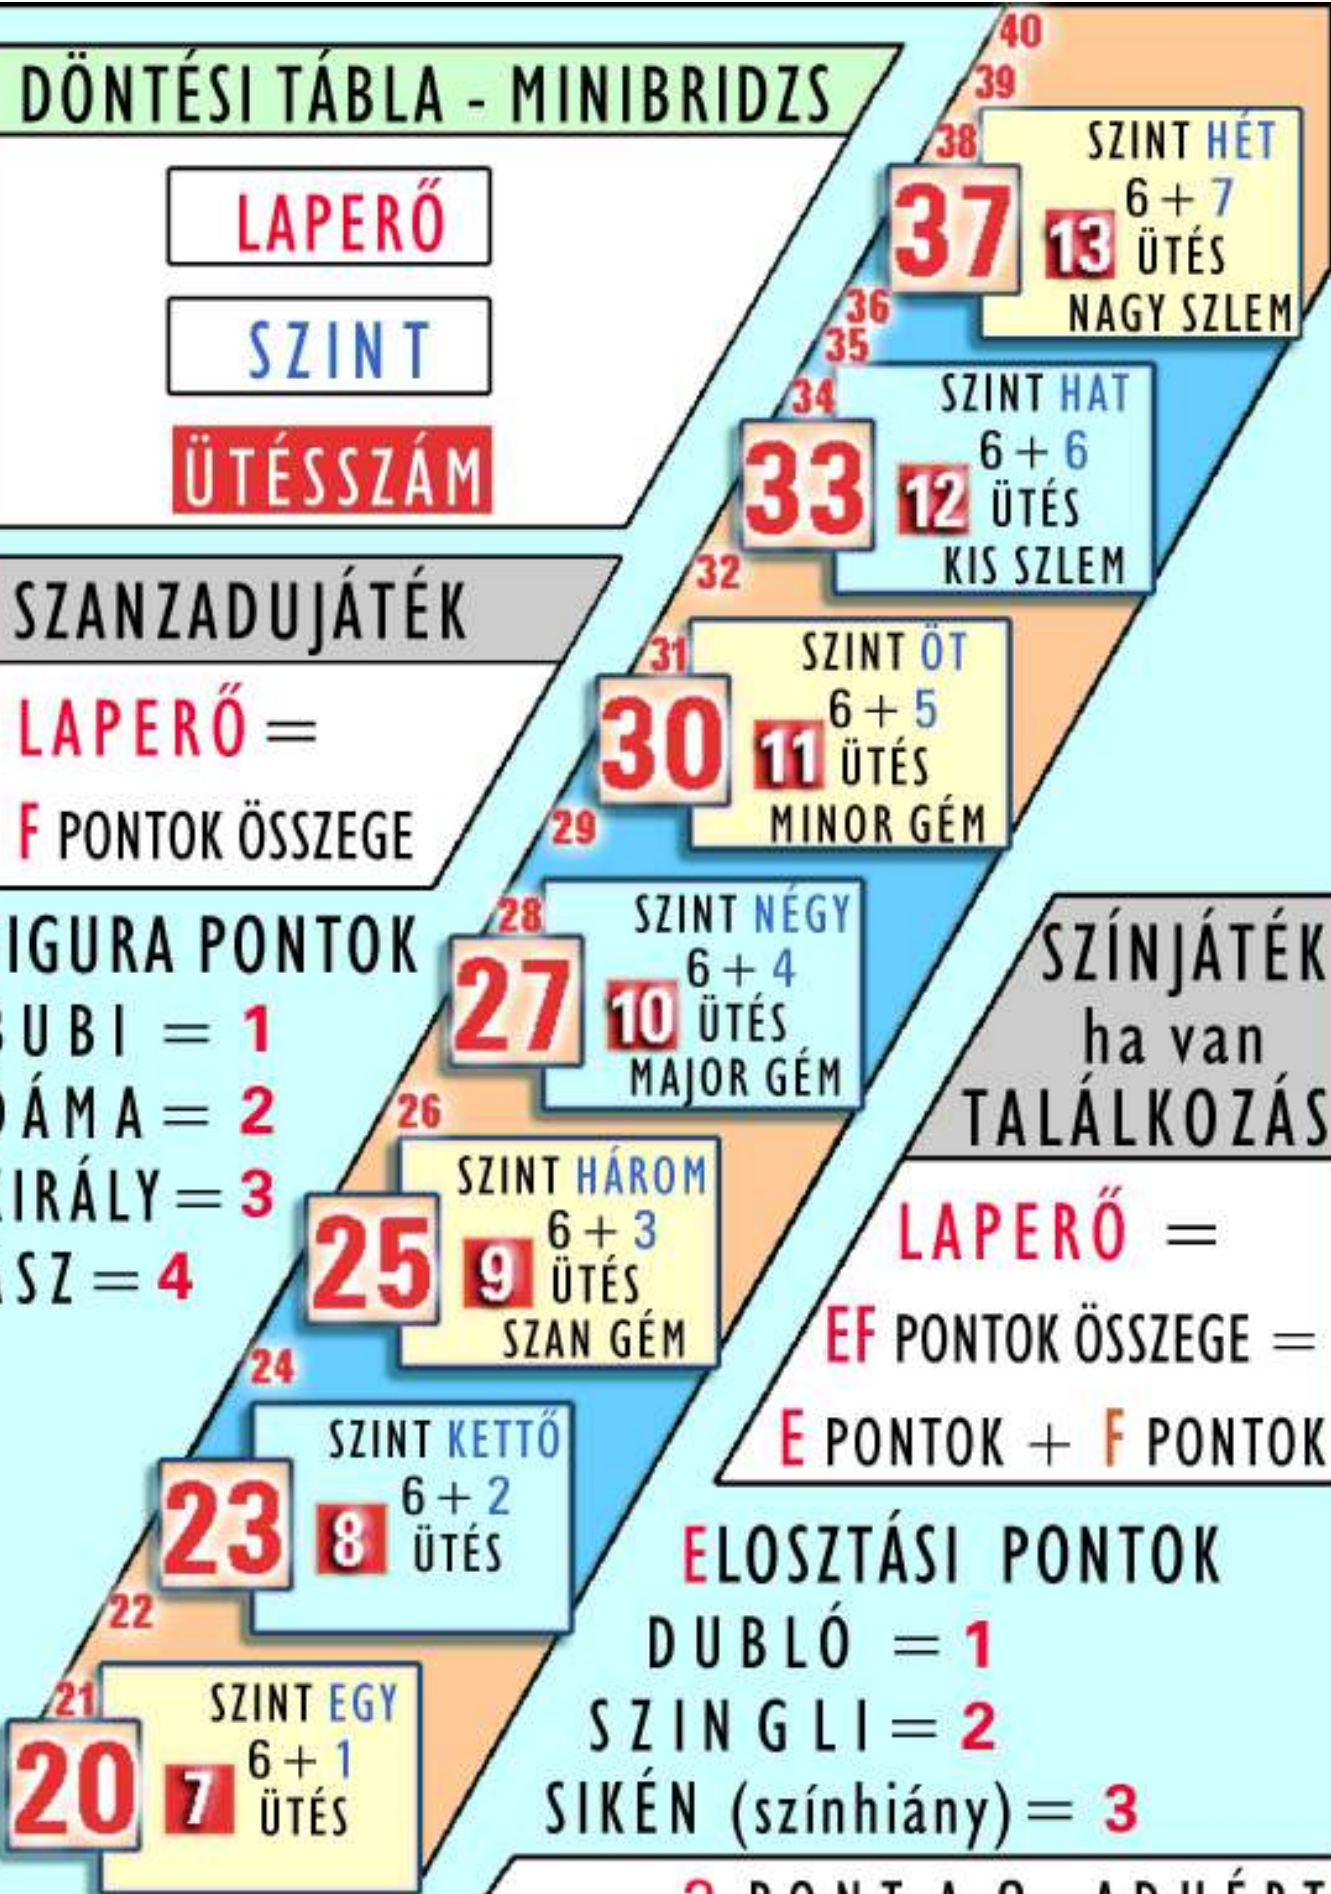 DÖNTÉSI TÁBLA - MINIBRIDZS
LAPERŐ
SZINT
ÜTÉSSZÁM
SZANZADUJÁTÉK
LAPERŐ =
F PONTOK ÖSSZEGE
IGURA PONTOK
BUBI = 1
DÁMA = 2
KIRÁLY = 3
ÁSZ = 4
40
39
38
SZINT HÉT
37
6 + 7
13
ÜTÉS
NAGY SZLEM
36
35
34
SZINT HAT
33
6 + 6
12
ÜTÉS
KIS SZLEM
32
31
SZINT ÖT
30
6 + 5
11
ÜTÉS
MINOR GÉM
29
28
SZINT NÉGY
27
6 + 4
10
ÜTÉS
MAJOR GÉM
26
SZINT HÁROM
25
6 + 3
9
ÜTÉS
SZAN GÉM
24
SZINT KETTŐ
23
6 + 2
8
ÜTÉS
22
21
SZINT EGY
20
6 + 1
7
ÜTÉS
SZÍNJÁTÉK
ha van
TALÁLKOZÁS
LAPERŐ =
EF PONTOK ÖSSZEGE =
E PONTOK + F PONTOK
ELOSZTÁSI PONTOK
DUBLÓ = 1
SZINGLI = 2
SIKÉN (színhiány) = 3